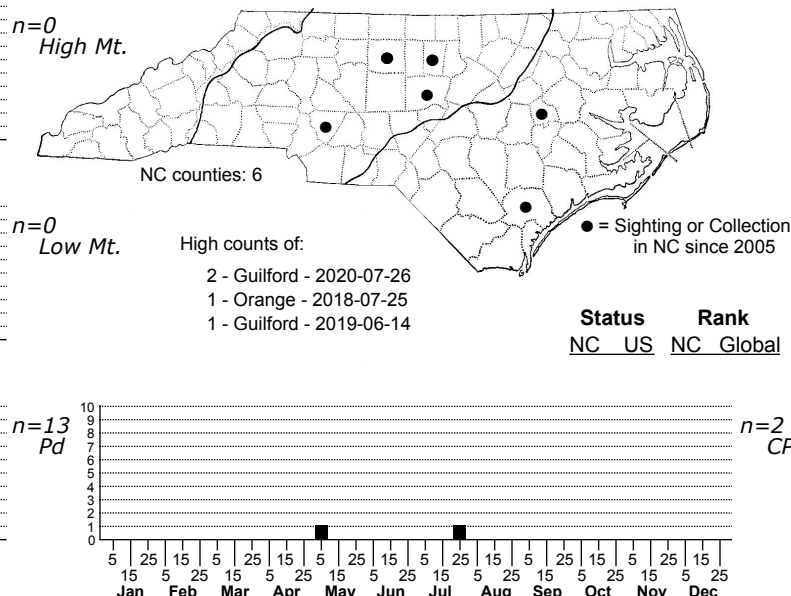 n=0
High Mt.
NC counties: 6
n=0
Low Mt.
High counts of:
2 - Guilford - 2020-07-26
1 - Orange - 2018-07-25
1 - Guilford - 2019-06-14
● = Sighting or Collection
in NC since 2005
Status Rank
NC US NC Global
n=13
Pd
10
9
8
7
6
5
4
3
2
1
0
n=2
CP
5 25 15 5 25 15 5 25 15 5 25 15 5 25 15 5 25 15
15 5 25 15 5 25 15 5 25 15 5 25 15 5 25 15 5 25
Jan Feb Mar Apr May Jun Jul Aug Sep Oct Nov Dec